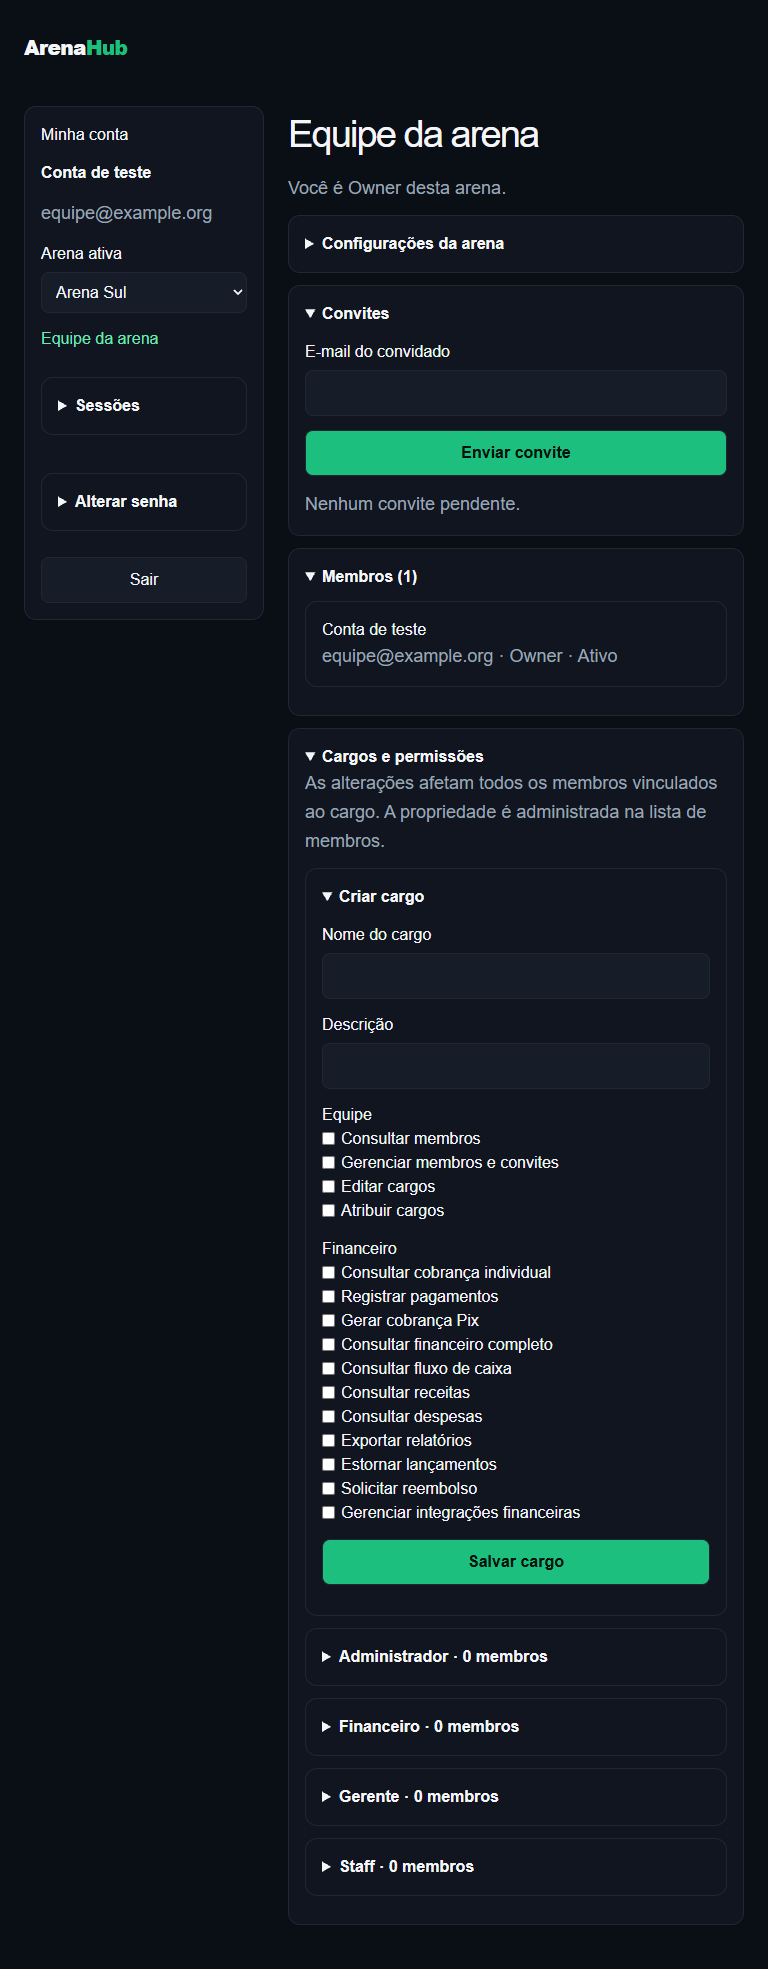 ArenaHub
Minha conta
Conta de teste
equipe@example.org
Arena ativa
Arena Sul
Equipe da arena
Sessões
Alterar senha
Sair
Equipe da arena
Você é Owner desta arena.
Configurações da arena
Convites
E-mail do convidado
Enviar convite
Nenhum convite pendente.
Membros (1)
Conta de teste
equipe@example.org · Owner · Ativo
Cargos e permissões
As alterações afetam todos os membros vinculados
ao cargo. A propriedade é administrada na lista de
membros.
Criar cargo
Nome do cargo
Descrição
Equipe
Consultar membros
Gerenciar membros e convites
Editar cargos
Atribuir cargos
Financeiro
Consultar cobrança individual
Registrar pagamentos
Gerar cobrança Pix
Consultar financeiro completo
Consultar fluxo de caixa
Consultar receitas
Consultar despesas
Exportar relatórios
Estornar lançamentos
Solicitar reembolso
Gerenciar integrações financeiras
Salvar cargo
Administrador · 0 membros
Financeiro · 0 membros
Gerente · 0 membros
Staff · 0 membros